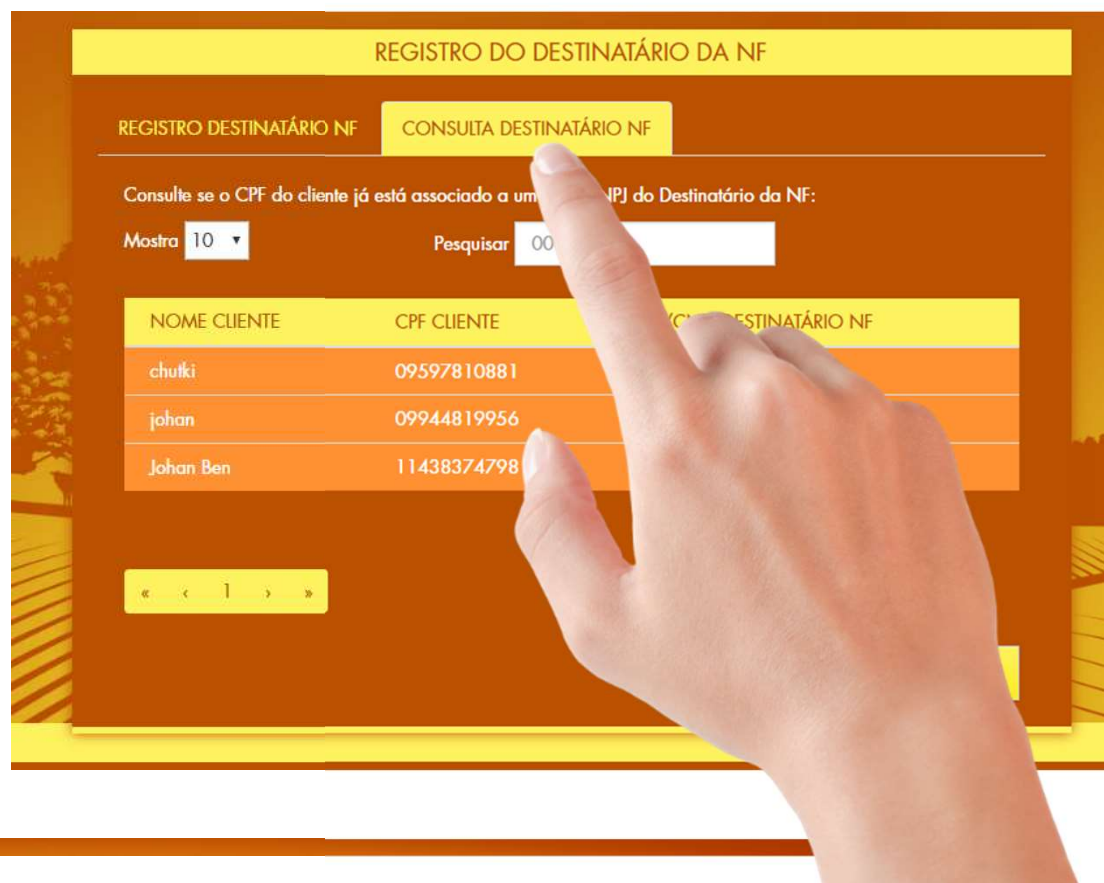 REGISTRO DO DESTINATÁRIO DA NF
REGISTRO DESTINATÁRIO NF CONSULTA DESTINATÁRIO NF
Consulte se o CPF do cliente já está associado a um do Destinatário da NF:
Mostra 10 Pesquisar 00
NOME CLIENTE CPF CLIENTE NF
chutki 09597810881
johan 09944819956
Johan Ben 11438374798
« ‹ 1 › »